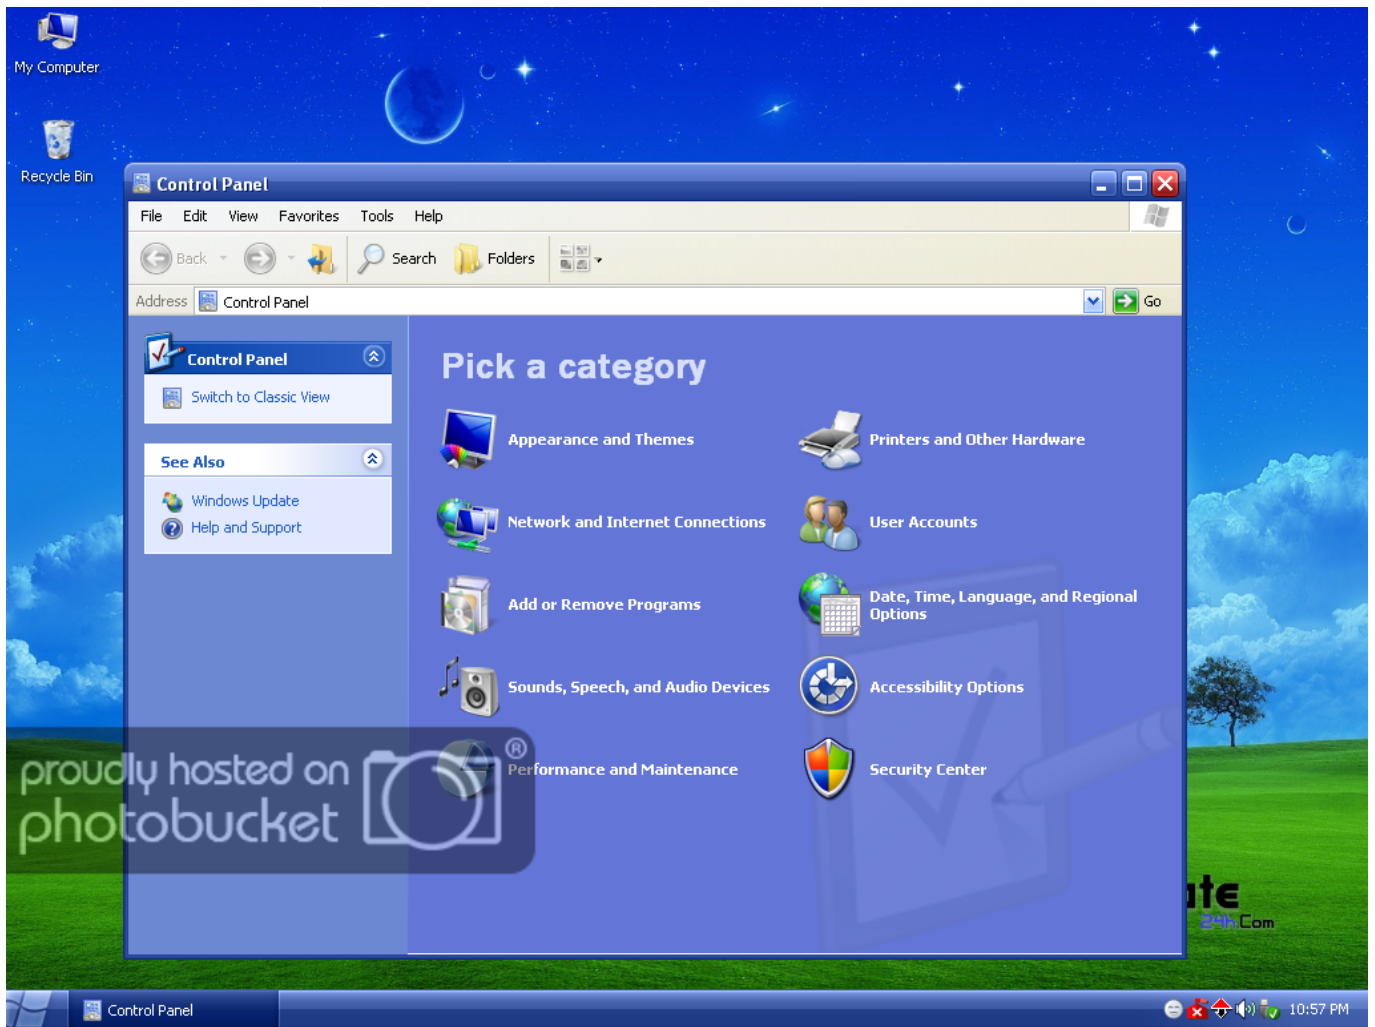 My Computer
Recycle Bin
Control Panel
File Edit View Favorites Tools Help
Back Search Folders
Address Control Panel Go
Control Panel
Switch to Classic View
See Also
Windows Update
Help and Support
Pick a category
Appearance and Themes
Printers and Other Hardware
Network and Internet Connections
User Accounts
Add or Remove Programs
Date, Time, Language, and Regional
Options
Sounds, Speech, and Audio Devices
Accessibility Options
Performance and Maintenance
Security Center
proudly hosted on
photobucket
®
24h.Com
Control Panel
10:57 PM